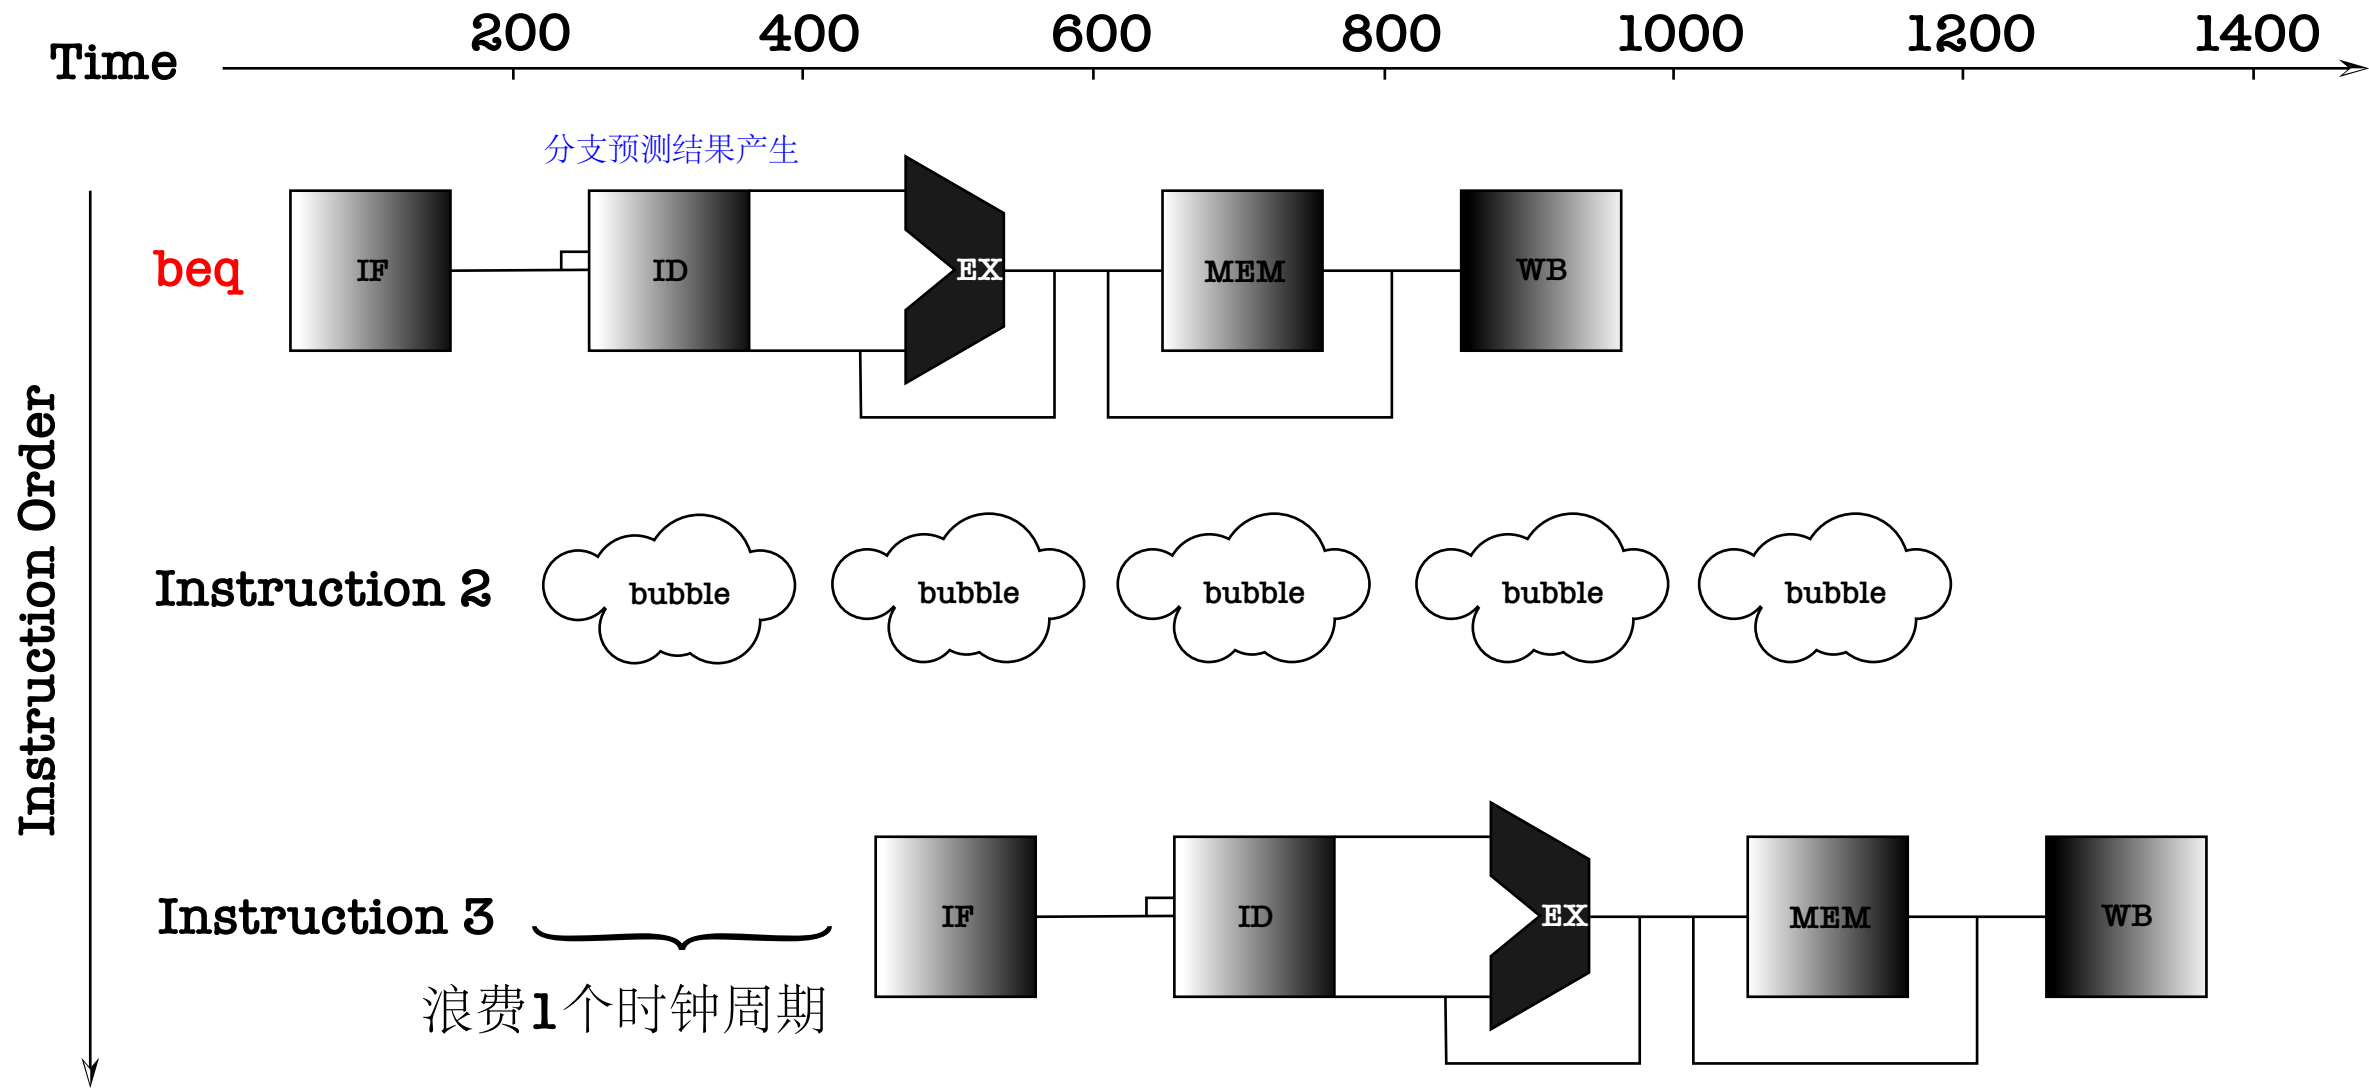 Time 200 400 600 800 1000 1200 1400
分支预测结果产生
beq IF ID EX MEM WB
Instruction Order
Instruction 2 bubble bubble bubble bubble bubble
Instruction 3 IF ID EX MEM WB
浪费1个时钟周期